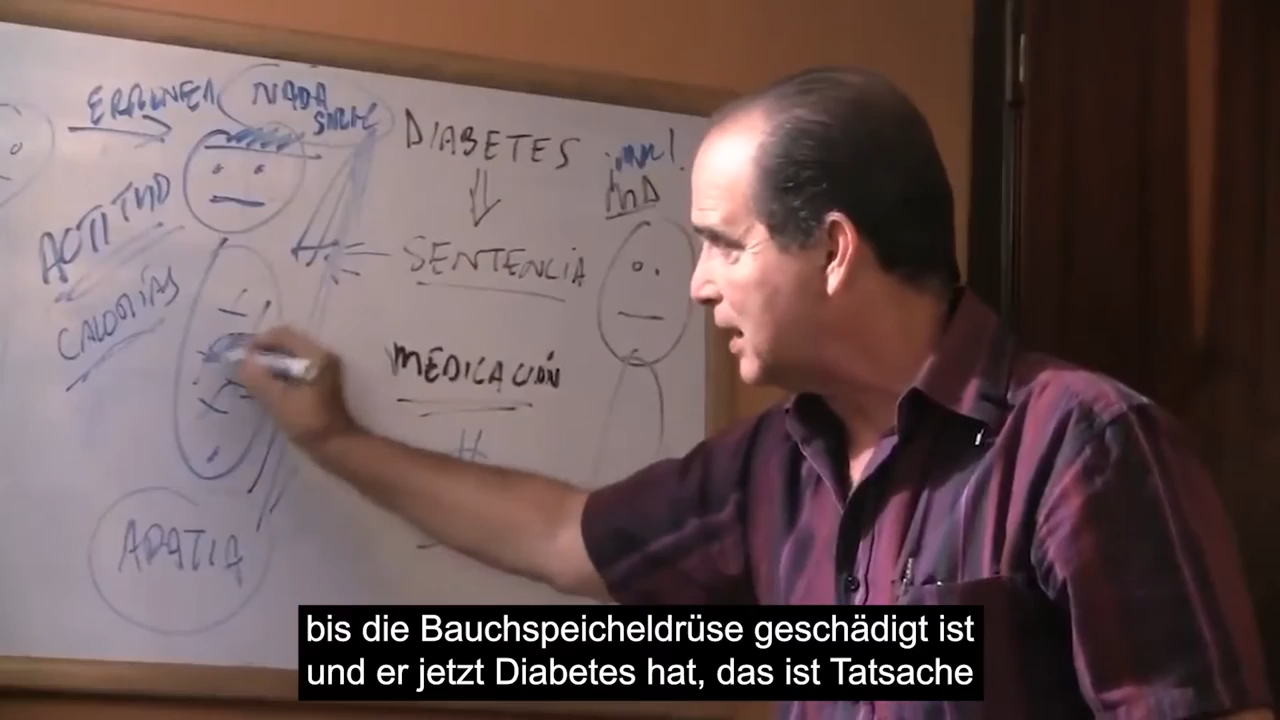 NADA
DIABETES
SENTENCIA
ACTITUD
CALORÍAS
MEDICACIÓN
APATIA
bis die Bauchspeicheldrüse geschädigt ist
und er jetzt Diabetes hat, das ist Tatsache